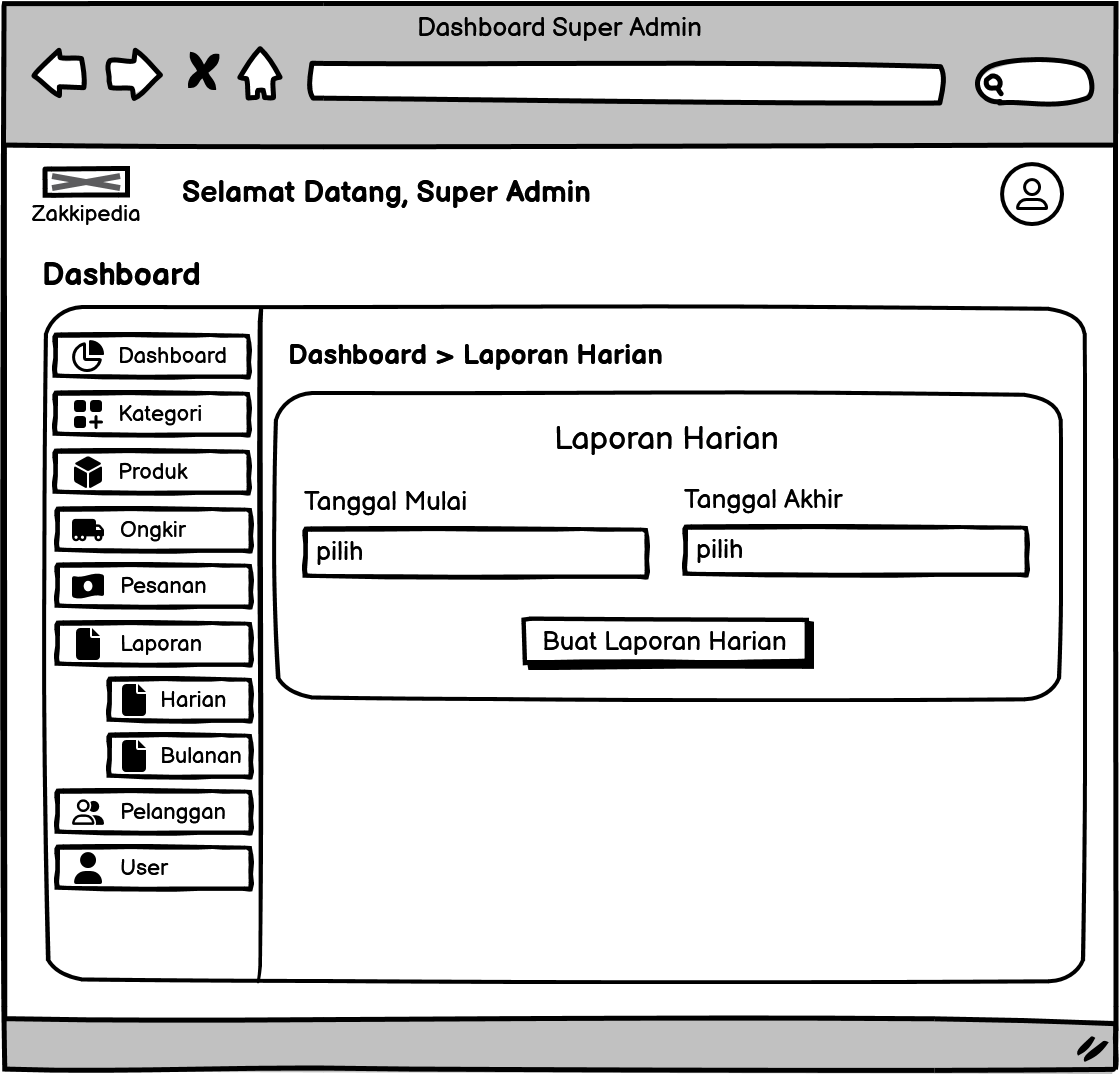 Dashboard Super Admin
Zakkipedia
Selamat Datang, Super Admin
Dashboard
Dashboard
Kategori
Produk
Ongkir
Pesanan
Laporan
Harian
Bulanan
Pelanggan
User
Dashboard > Laporan Harian
Laporan Harian
Tanggal Mulai
pilih
Tanggal Akhir
pilih
Buat Laporan Harian